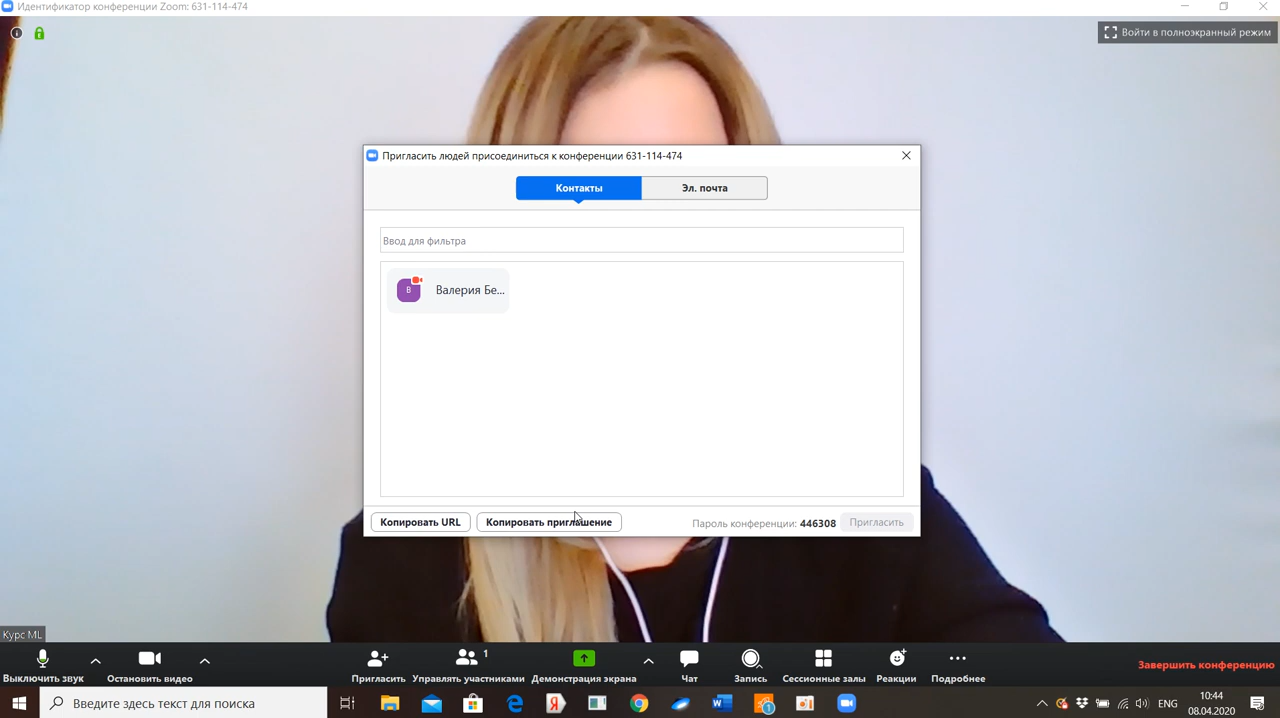 Идентификатор конференции Zoom: 631-114-474
Войти в полноэкранный режим
Пригласить людей присоединиться к конференции 631-114-474
Контакты
Эл. почта
Ввод для фильтра
В
Валерия Бе...
Копировать URL
Копировать приглашение
Пароль конференции: 446308
Пригласить
Курс ML
1
Выключить звук
Остановить видео
Пригласить
Управлять участниками
Демонстрация экрана
Чат
Запись
Сессионные залы
Реакции
Подробнее
Завершить конференцию
Введите здесь текст для поиска
1
ENG
10:44
08.04.2020